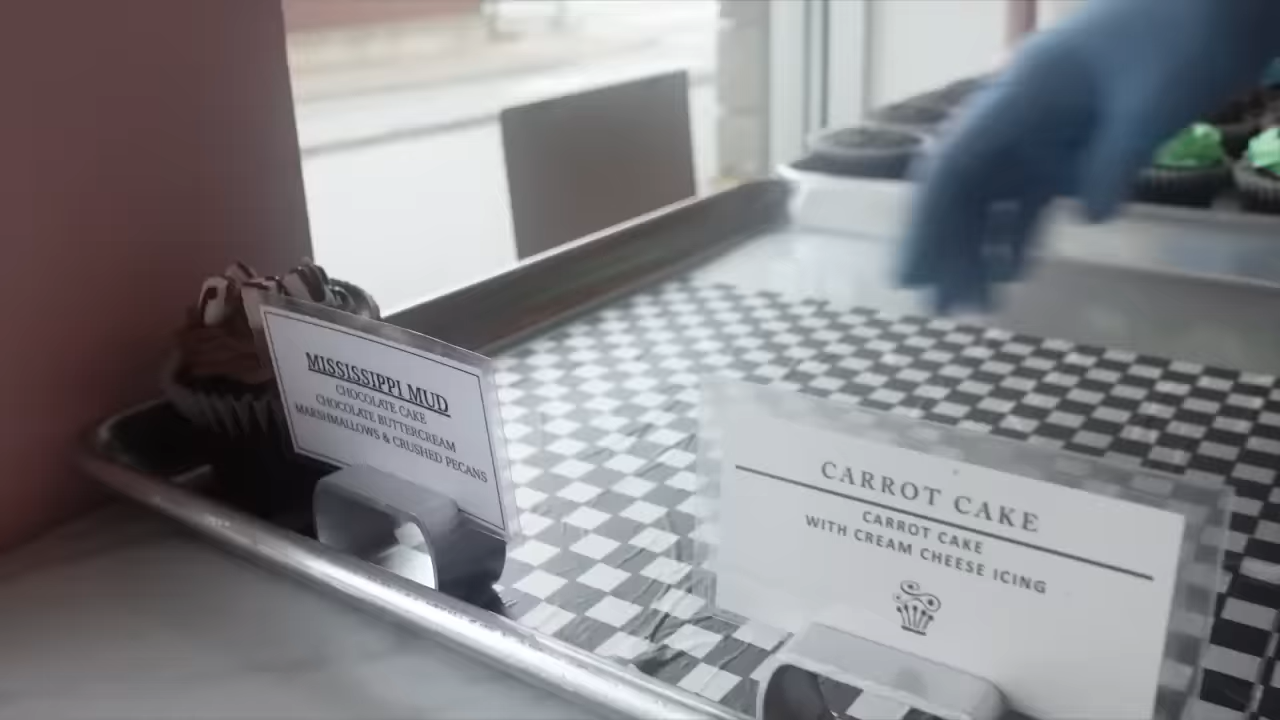 MISSISSIPPI MUD
CHOCOLATE CAKE
CHOCOLATE BUTTERCREAM
MARSHMALLOWS & CRUSHED PECANS
CARROT CAKE
CARROT CAKE
WITH CREAM CHEESE ICING